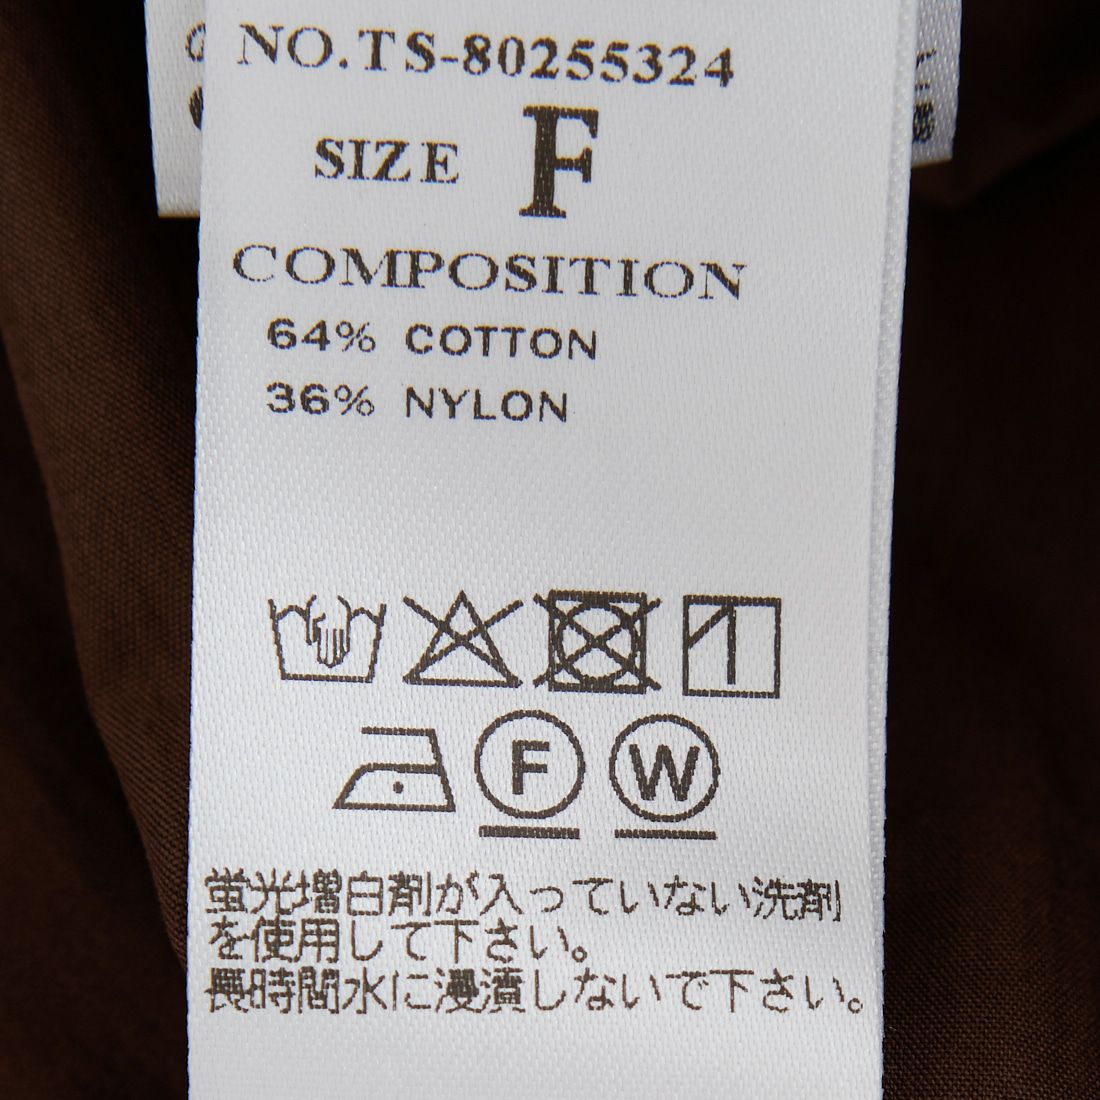 NO.TS-80255324
SIZE F
COMPOSITION
64% COTTON
36% NYLON
F W
蛍光増白剤が入っていない洗剤
を使用して下さい。
長時間水に浸漬しないで下さい。